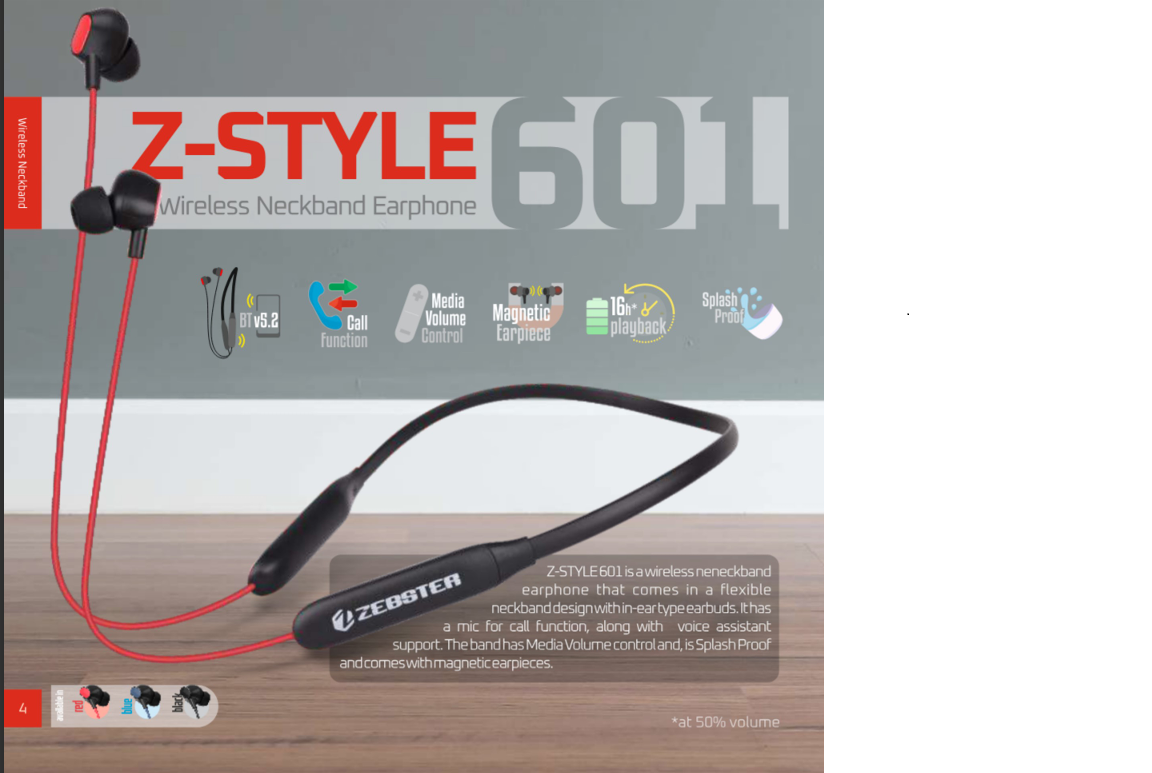 Wireless Neckband
Z-STYLE 601
Wireless Neckband Earphone
BT v5.2
Call
Function
Media
Volume
Control
Magnetic
Earpiece
16h*
playback
Splash
Proof
ZEBSTER
Z-STYLE 601 is a wireless neneckband
earphone that comes in a flexible
neckband design with in-ear type earbuds. It has
a mic for call function, along with voice assistant
support. The band has Media Volume control and, is Splash Proof
and comes with magnetic earpieces.
4
available in
red
blue
black
*at 50% volume